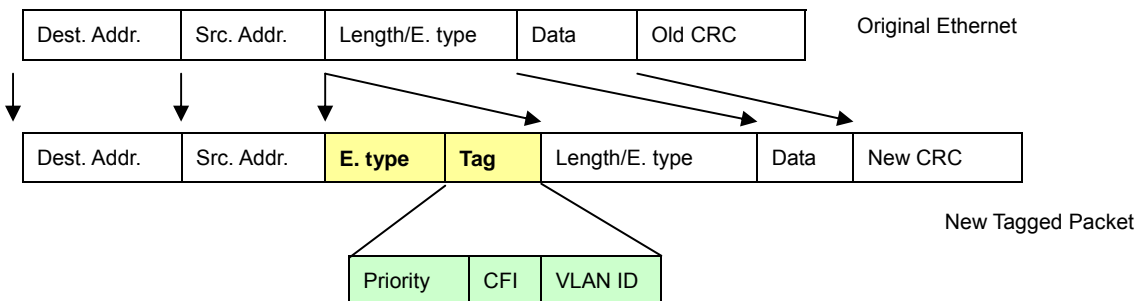 Dest. Addr. Src. Addr. Length/E. type Data Old CRC Original Ethernet
Dest. Addr. Src. Addr. E. type Tag Length/E. type Data New CRC
New Tagged Packet
Priority CFI VLAN ID